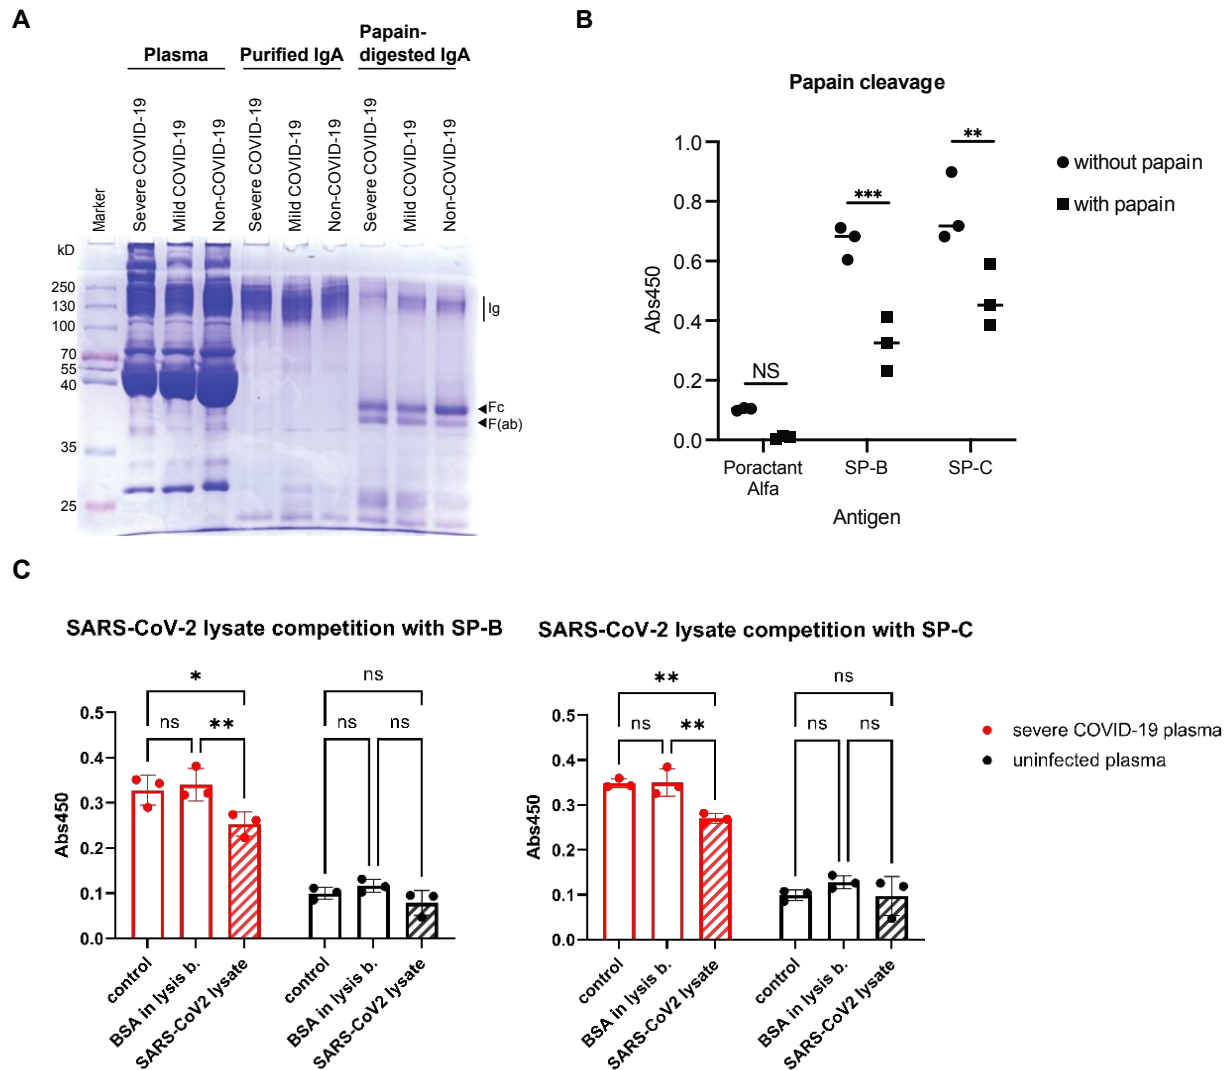 A
Plasma
Purified IgA
Papain-
digested IgA
Marker
Severe COVID-19
Mild COVID-19
Non-COVID-19
Severe COVID-19
Mild COVID-19
Non-COVID-19
Severe COVID-19
Mild COVID-19
Non-COVID-19
kD
250
130
100
70
55
40
35
25
Ig
Fc
F(ab)
B
Papain cleavage
Abs450
1.0
0.8
0.6
0.4
0.2
0.0
NS
***
**
Poractant
Alfa
SP-B
SP-C
Antigen
without papain
with papain
C
SARS-CoV-2 lysate competition with SP-B
Abs450
0.5
0.4
0.3
0.2
0.1
0.0
*
ns
**
ns
ns
ns
control
BSA in lysis b.
SARS-CoV2 lysate
control
BSA in lysis b.
SARS-CoV2 lysate
SARS-CoV-2 lysate competition with SP-C
Abs450
0.5
0.4
0.3
0.2
0.1
0.0
**
ns
**
ns
ns
ns
control
BSA in lysis b.
SARS-CoV2 lysate
control
BSA in lysis b.
SARS-CoV2 lysate
severe COVID-19 plasma
uninfected plasma